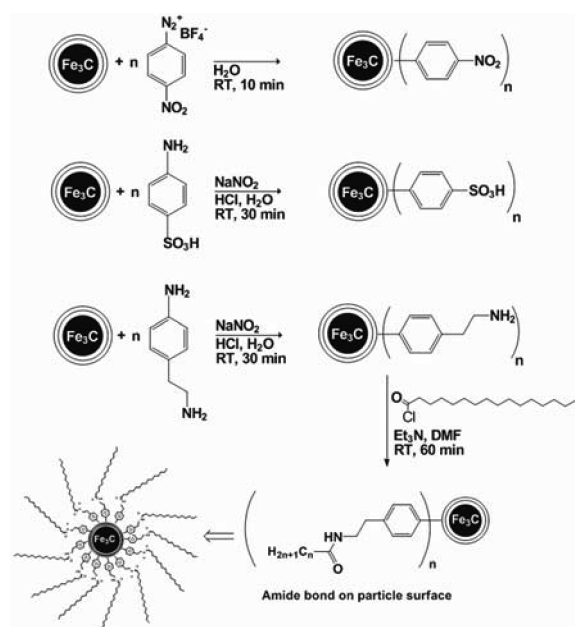 N₂⁺
BF₄⁻
Fe₃C + n
NO₂
H₂O
RT, 10 min
Fe₃C
NO₂
n
NH₂
Fe₃C + n
SO₃H
NaNO₂
HCl, H₂O
RT, 30 min
Fe₃C
SO₃H
n
NH₂
Fe₃C + n
NH₂
NaNO₂
HCl, H₂O
RT, 30 min
Fe₃C
NH₂
n
O
Cl
Et₃N, DMF
RT, 60 min
Fe₃C
HN
H₂ₙ₊₁Cₙ
O
n
Fe₃C
Amide bond on particle surface